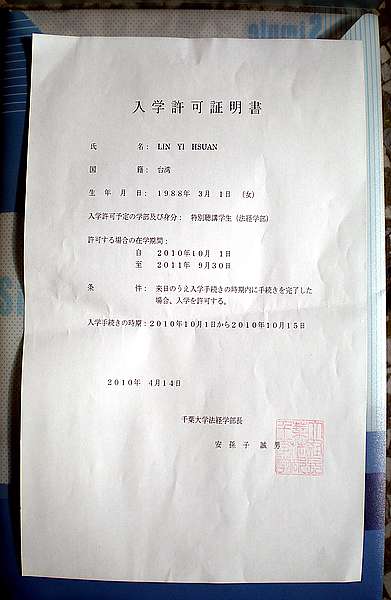 Simple
入学許可証明書
氏 名： LIN YI HSUAN
国 籍： 台湾
生 年 月 日： 1988年 3月 1日 （女）
入学許可予定の学部及び身分： 特別聴講学生（法経学部）
許可する場合の在学期間：
自 2010年10月 1日
至 2011年 9月30日
条 件： 来日のうえ入学手続きの時期内に手続きを完了した
場合、入学を許可する。
入学手続きの時期：2010年10月1日から2010年10月15日
2010年 4月14日
千葉大学法経学部長
安 孫 子 誠 男